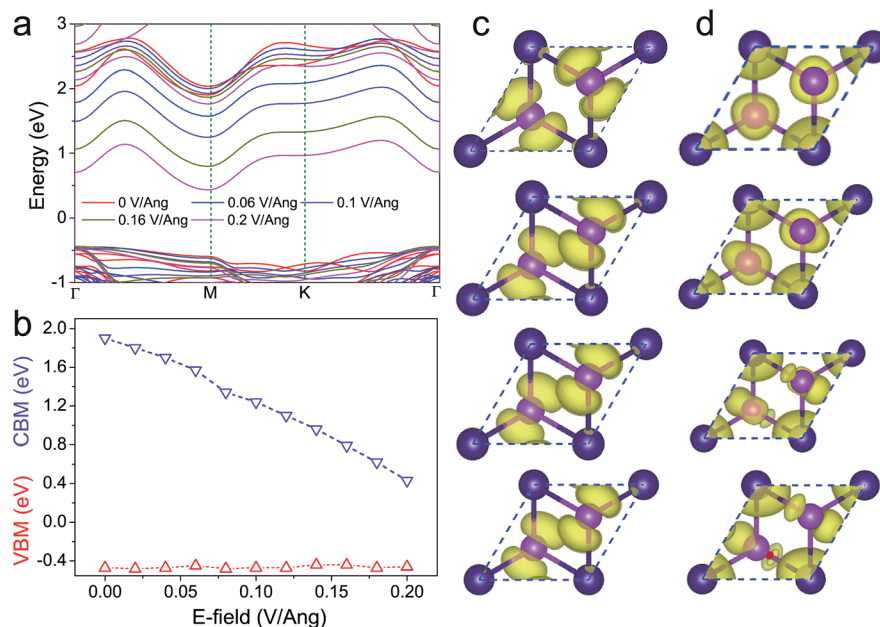 a
3
2
1
0
-1
Energy (eV)
0 V/Ang 0.06 V/Ang 0.1 V/Ang
0.16 V/Ang 0.2 V/Ang
Γ M K Γ
b
2.0
1.6
1.2
0.8
0.4
0.0
-0.4
CBM (eV)
VBM (eV)
0.00 0.05 0.10 0.15 0.20
E-field (V/Ang)
c
d